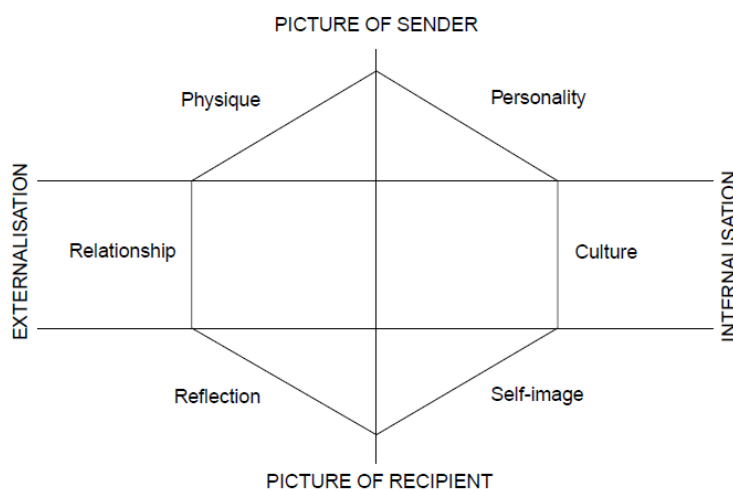 PICTURE OF SENDER
Physique
Personality
EXTERNALISATION
INTERNALISATION
Relationship
Culture
Reflection
Self-image
PICTURE OF RECIPIENT